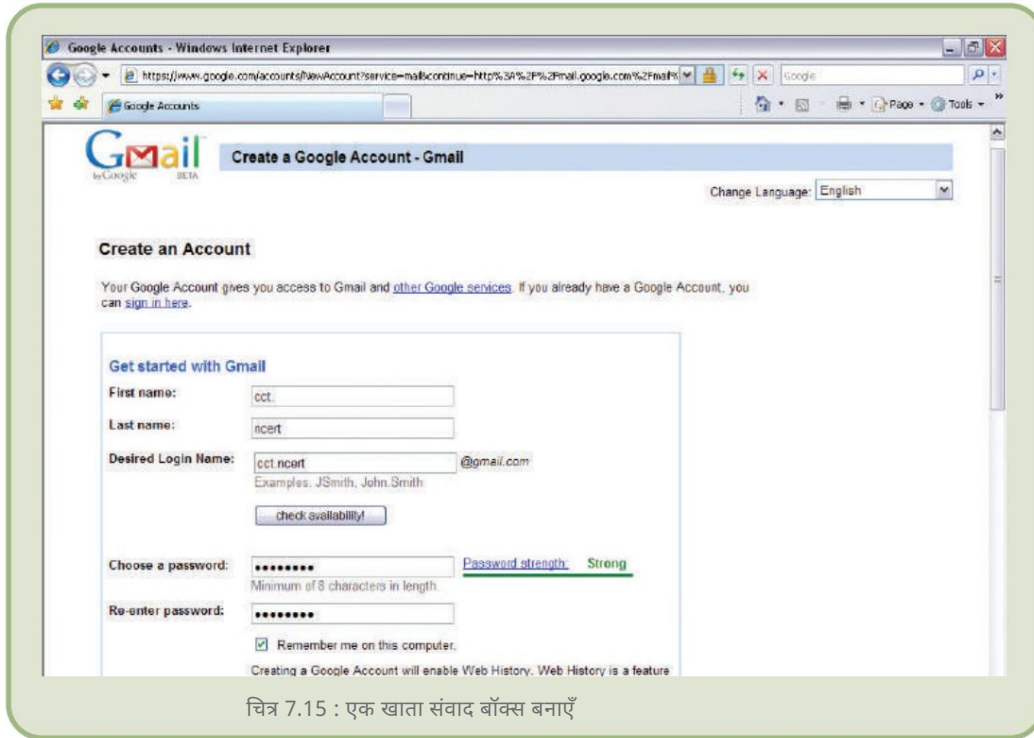 Google Accounts - Windows Internet Explorer
https://www.google.com/accounts/NewAccount?service=mail&continue=http%3A%2F%2Fmail.google.com%2Fmail%
Google
Google Accounts
Page
Tools
Gmail
by Google BETA
Create a Google Account - Gmail
Change Language: English
Create an Account
Your Google Account gives you access to Gmail and other Google services. If you already have a Google Account, you
can sign in here.
Get started with Gmail
First name: cct.
Last name: ncert
Desired Login Name: cct.ncert @gmail.com
Examples: JSmith, John.Smith
check availability!
Choose a password: •••••••• Password strength: Strong
Minimum of 8 characters in length.
Re-enter password: ••••••••
Remember me on this computer.
Creating a Google Account will enable Web History. Web History is a feature
चित्र 7.15 : एक खाता संवाद बॉक्स बनाएँ